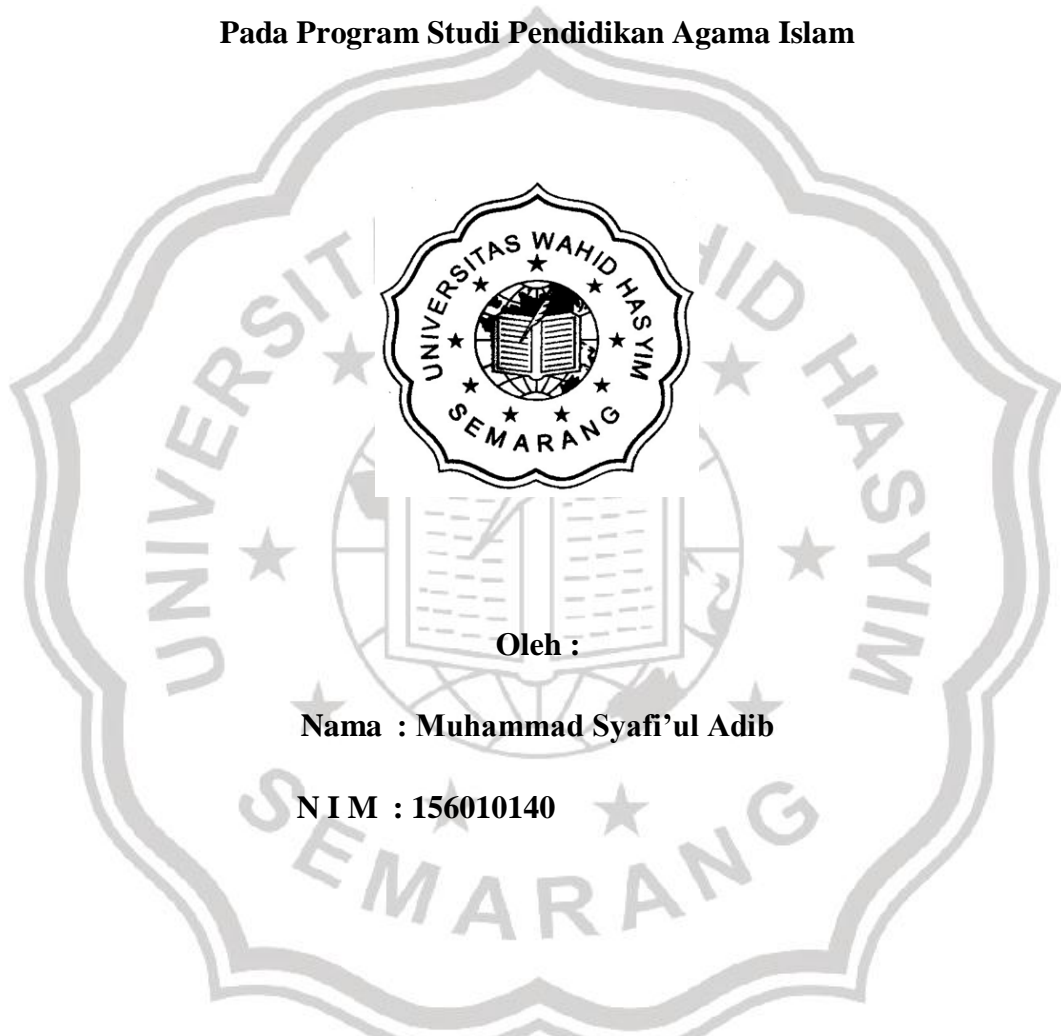 Pada Program Studi Pendidikan Agama Islam
UNIVERSITAS WAHID HASYIM
SEMARANG
Oleh :
Nama : Muhammad Syafi’ul Adib
N I M : 156010140
UNIVERSITAS WAHID HASYIM
SEMARANG